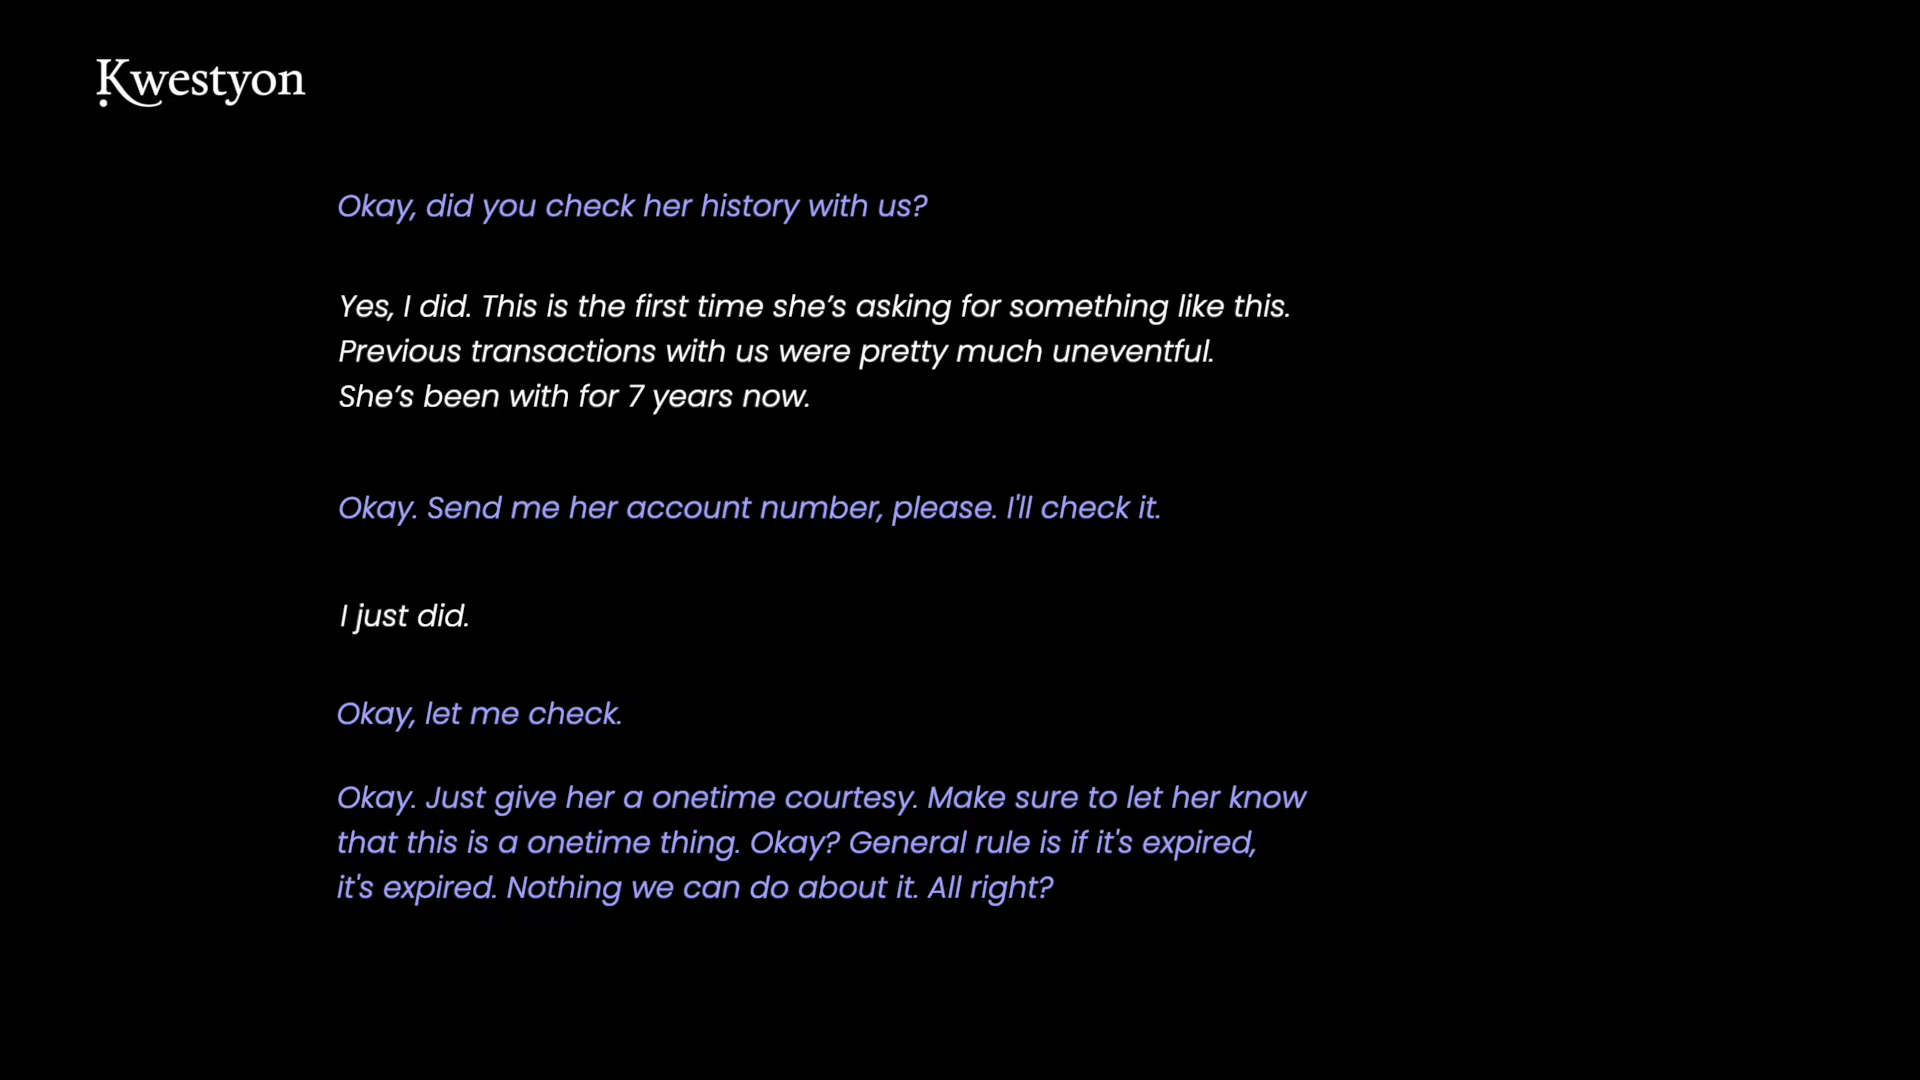 Kwestyon
Okay, did you check her history with us?
Yes, I did. This is the first time she’s asking for something like this.
Previous transactions with us were pretty much uneventful.
She’s been with for 7 years now.
Okay. Send me her account number, please. I'll check it.
I just did.
Okay, let me check.
Okay. Just give her a onetime courtesy. Make sure to let her know
that this is a onetime thing. Okay? General rule is if it's expired,
it's expired. Nothing we can do about it. All right?